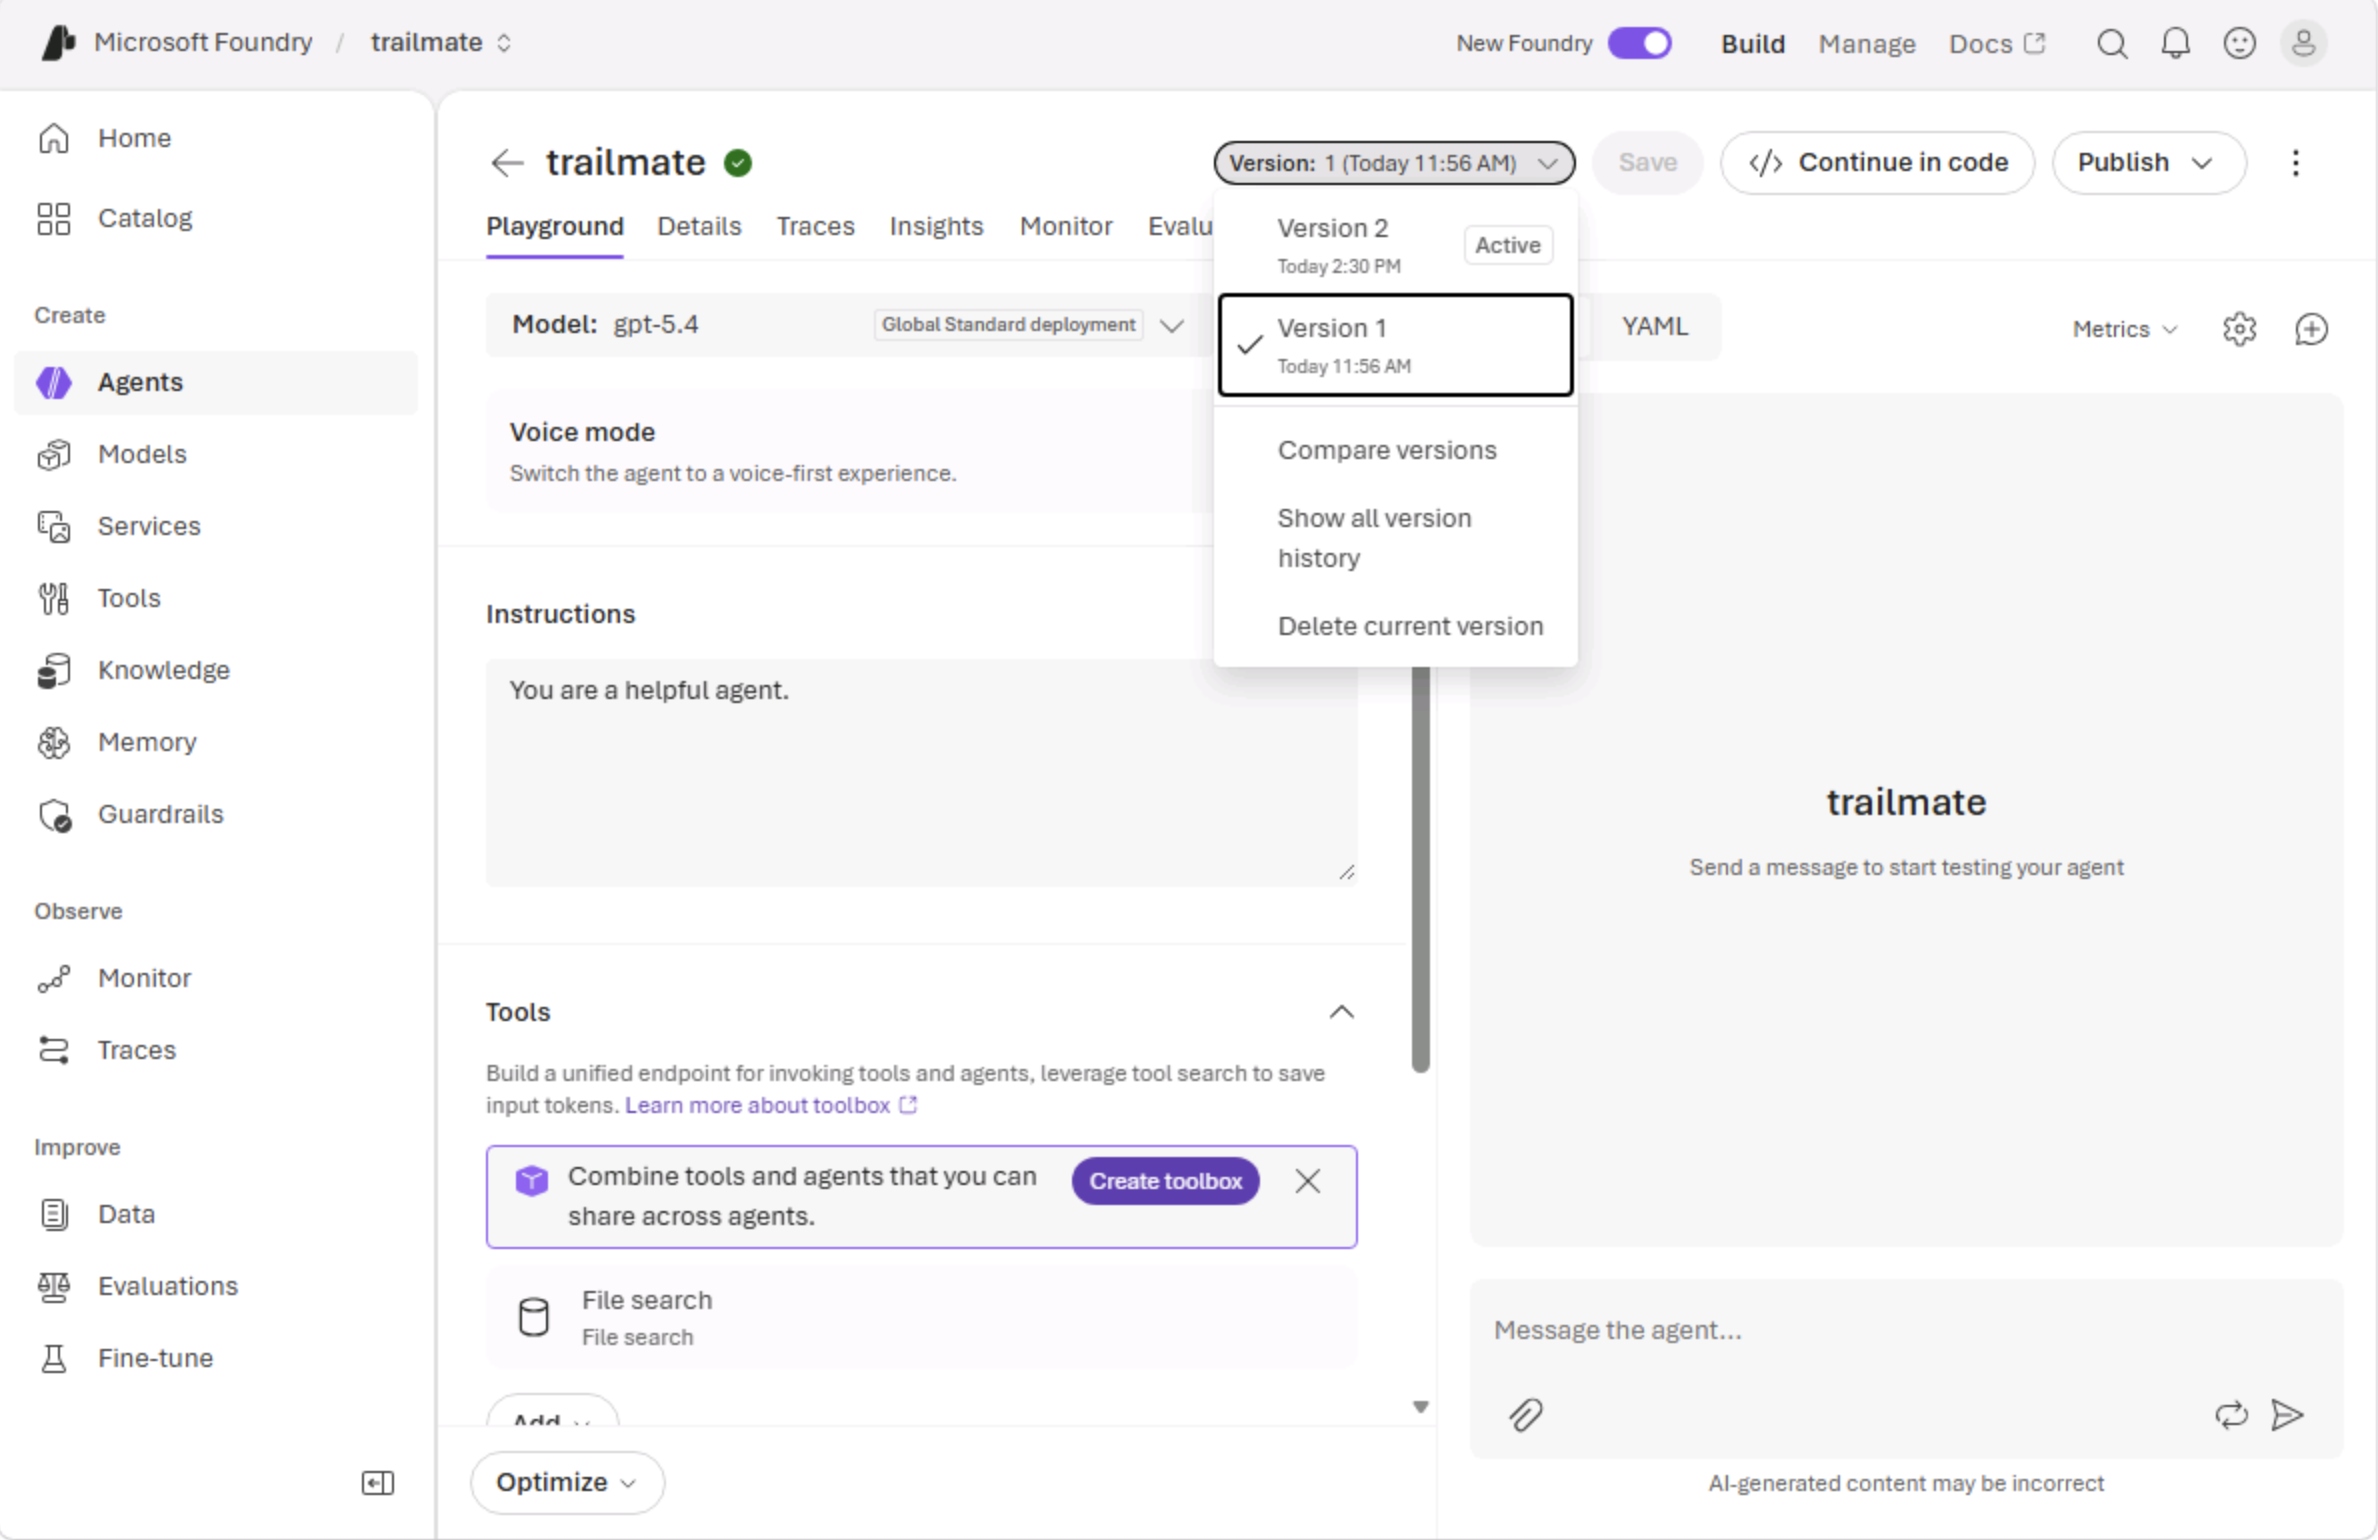 Microsoft Foundry / trailmate
New Foundry
Build
Manage
Docs
Home
Catalog
Create
Agents
Models
Services
Tools
Knowledge
Memory
Guardrails
Observe
Monitor
Traces
Improve
Data
Evaluations
Fine-tune
trailmate
Version: 1 (Today 11:56 AM)
Save
</> Continue in code
Publish
Playground
Details
Traces
Insights
Monitor
Evalu
Version 2
Today 2:30 PM
Active
Version 1
Today 11:56 AM
Compare versions
Show all version
history
Delete current version
Model: gpt-5.4
Global Standard deployment
YAML
Metrics
Voice mode
Switch the agent to a voice-first experience.
Instructions
You are a helpful agent.
Tools
Build a unified endpoint for invoking tools and agents, leverage tool search to save
input tokens. Learn more about toolbox
Combine tools and agents that you can
share across agents.
Create toolbox
File search
File search
Add
Optimize
trailmate
Send a message to start testing your agent
Message the agent...
AI-generated content may be incorrect